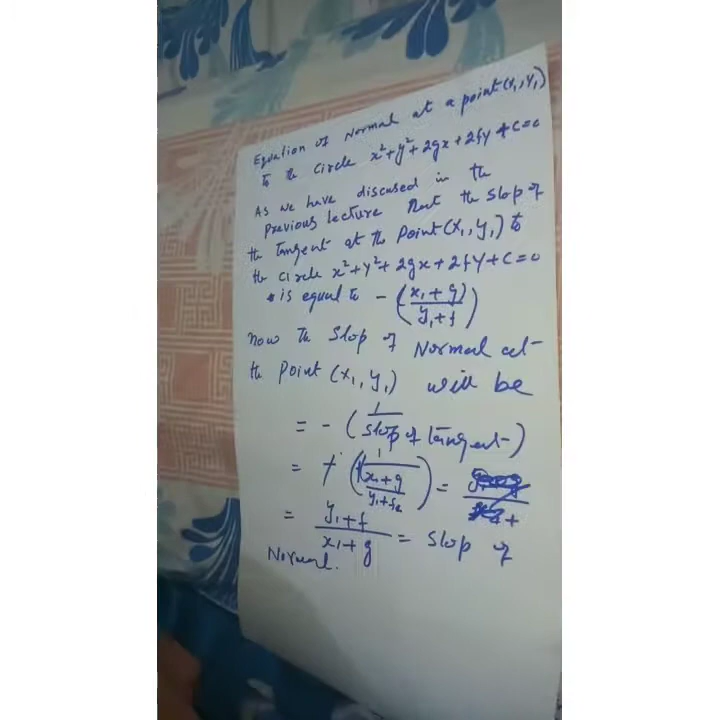 Equation of Normal at a point (x₁, y₁)
to the circle x²+y²+2gx+2fy+c=0
As we have discussed in the
previous lecture that the slop of
the tangent at the point (x₁, y₁) to
the circle x²+y²+2gx+2fy+c=0
is equal to -((x₁+g)/(y₁+f))
Now the slop of Normal at
the point (x₁, y₁) will be
= -(1/slop of tangent)
= +(1/((x₁+g)/(y₁+f))) =
= (y₁+f)/(x₁+g) = slop of
Normal.